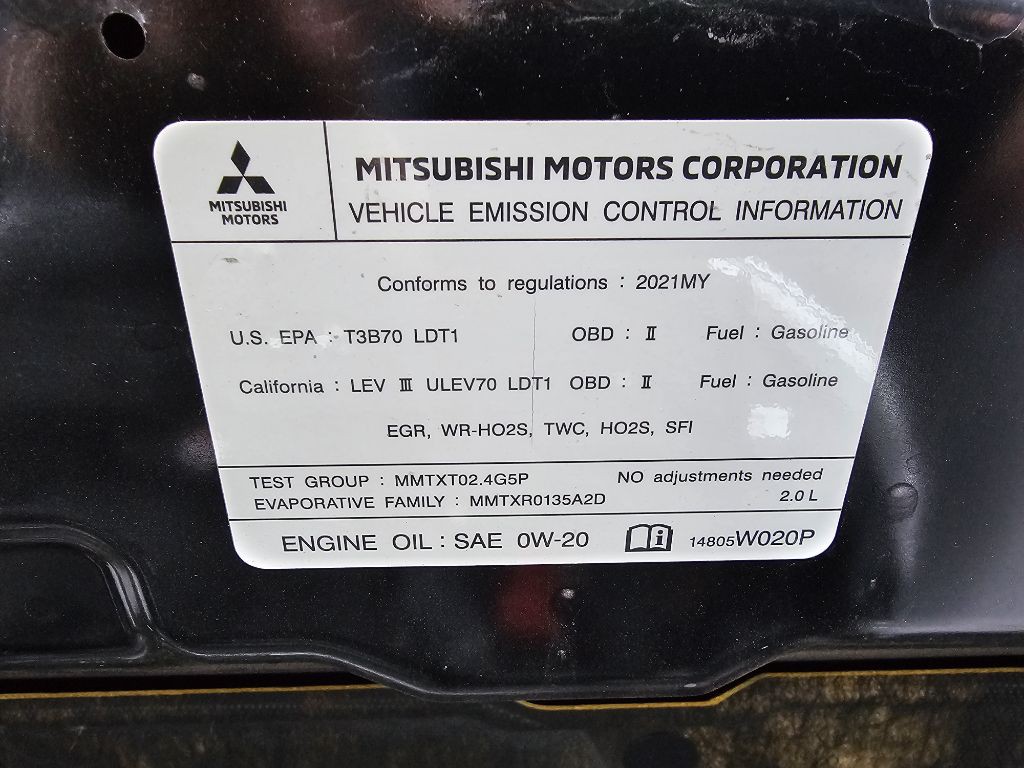 MITSUBISHI
MOTORS
MITSUBISHI MOTORS CORPORATION
VEHICLE EMISSION CONTROL INFORMATION
Conforms to regulations : 2021MY
U.S. EPA : T3B70 LDT1 OBD : Ⅱ Fuel : Gasoline
California : LEV Ⅲ ULEV70 LDT1 OBD : Ⅱ Fuel : Gasoline
EGR, WR-HO2S, TWC, HO2S, SFI
TEST GROUP : MMTXT02.4G5P NO adjustments needed
EVAPORATIVE FAMILY : MMTXR0135A2D 2.0 L
ENGINE OIL : SAE 0W-20 i 14805W020P